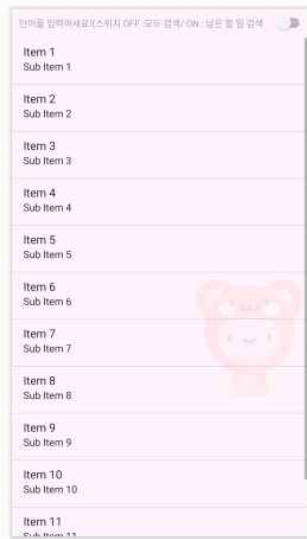 단어를 입력하세요!(스위치 OFF :모두 검색/ ON : 남은 할 일 검색
Item 1
Sub Item 1
Item 2
Sub Item 2
Item 3
Sub Item 3
Item 4
Sub Item 4
Item 5
Sub Item 5
Item 6
Sub Item 6
Item 7
Sub Item 7
Item 8
Sub Item 8
Item 9
Sub Item 9
Item 10
Sub Item 10
Item 11
Sub Item 11